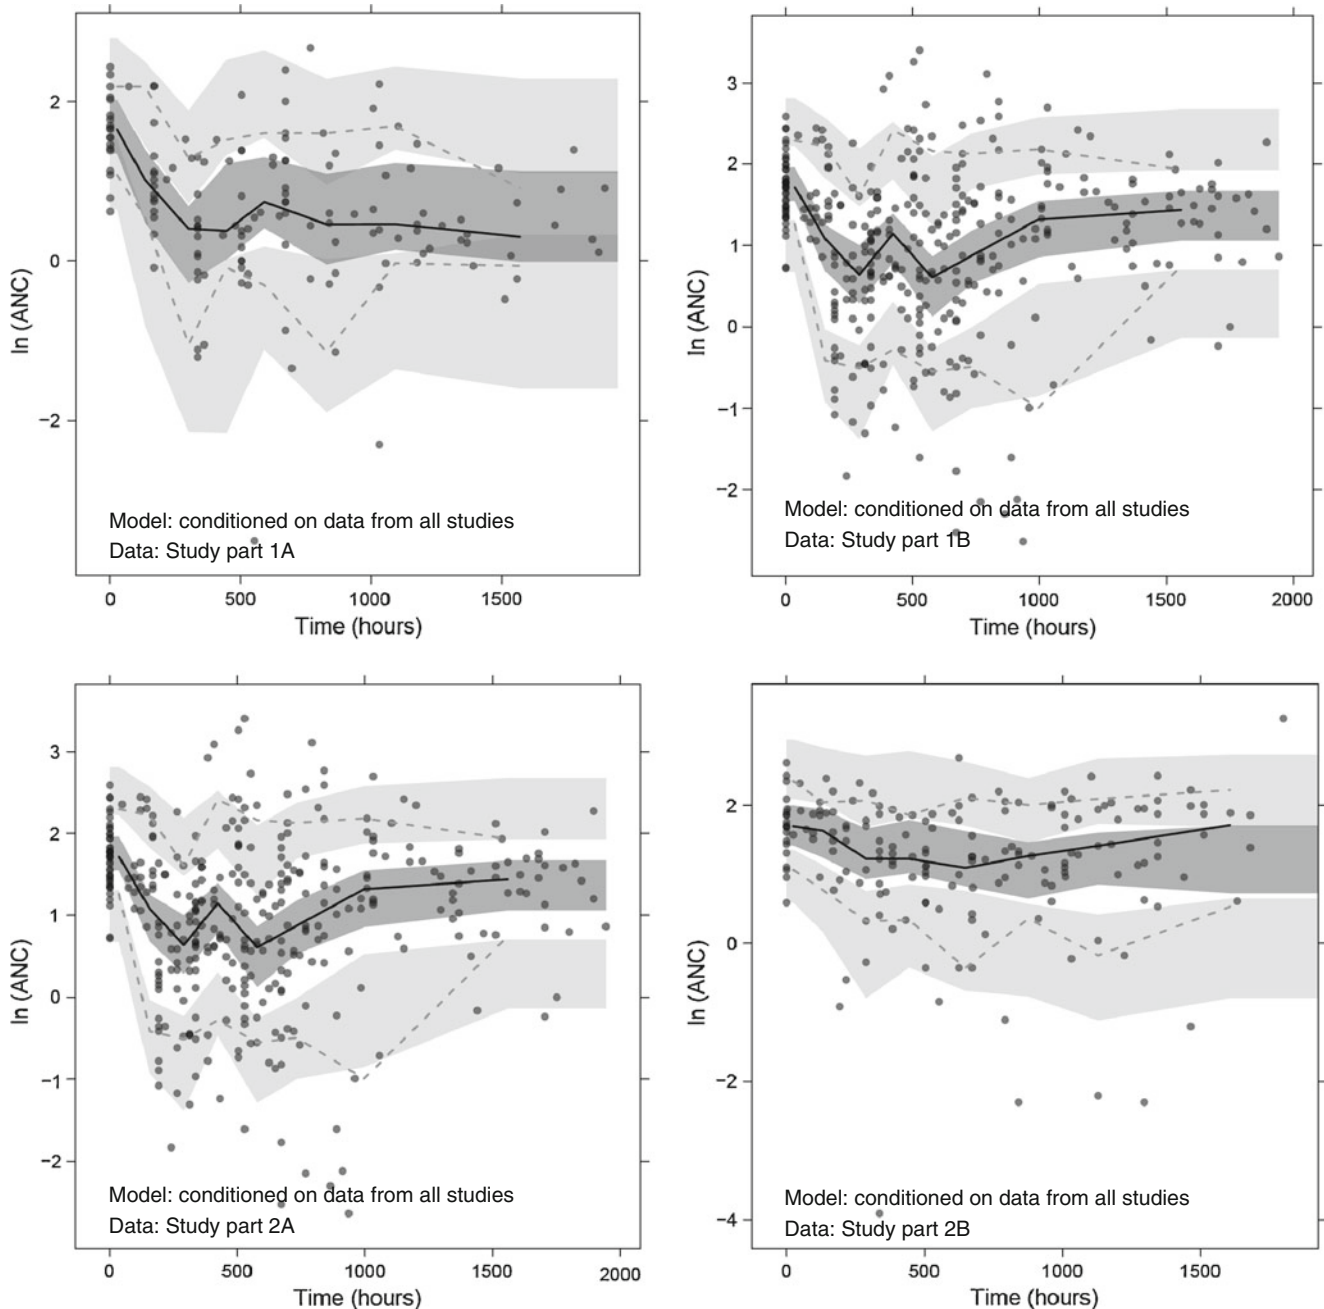 2
0
−2
ln (ANC)
Model: conditioned on data from all studies
Data: Study part 1A
0 500 1000 1500
Time (hours)
3
2
1
0
−1
−2
ln (ANC)
Model: conditioned on data from all studies
Data: Study part 1B
0 500 1000 1500 2000
Time (hours)
3
2
1
0
−1
−2
ln (ANC)
Model: conditioned on data from all studies
Data: Study part 2A
0 500 1000 1500 2000
Time (hours)
2
0
−2
−4
ln (ANC)
Model: conditioned on data from all studies
Data: Study part 2B
0 500 1000 1500
Time (hours)